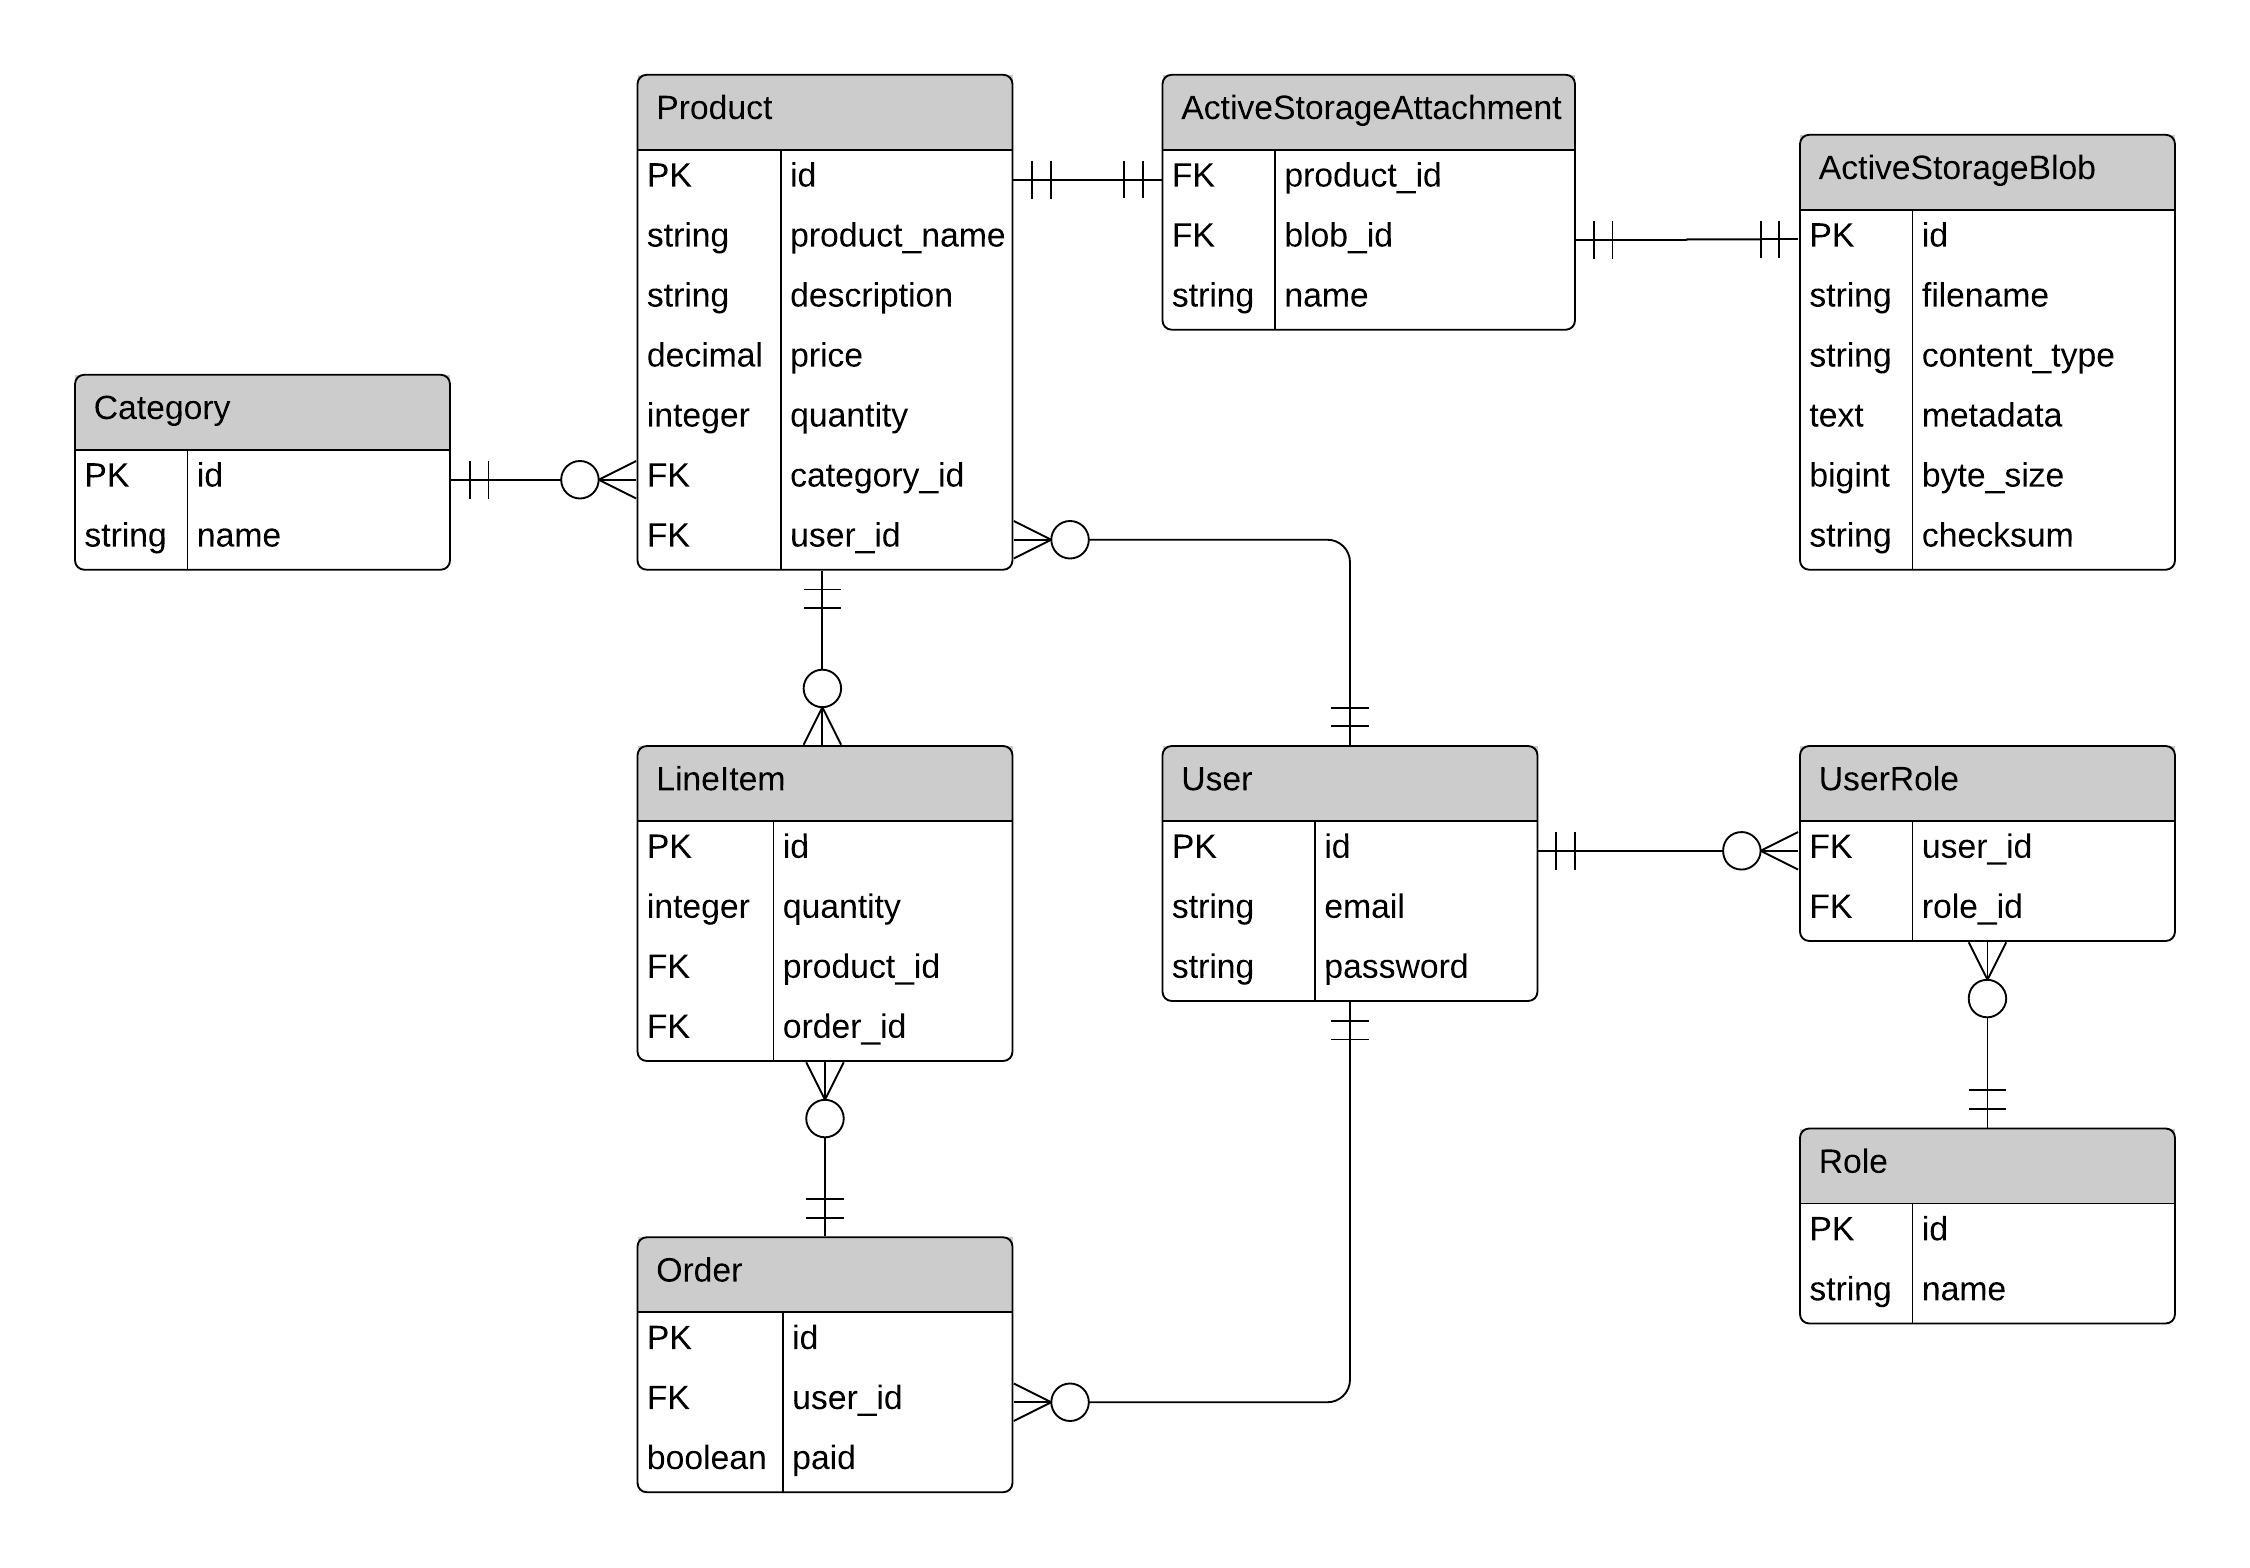 Product
PK id
string product_name
string description
decimal price
integer quantity
FK category_id
FK user_id
ActiveStorageAttachment
FK product_id
FK blob_id
string name
ActiveStorageBlob
PK id
string filename
string content_type
text metadata
bigint byte_size
string checksum
Category
PK id
string name
LineItem
PK id
integer quantity
FK product_id
FK order_id
User
PK id
string email
string password
UserRole
FK user_id
FK role_id
Role
PK id
string name
Order
PK id
FK user_id
boolean paid